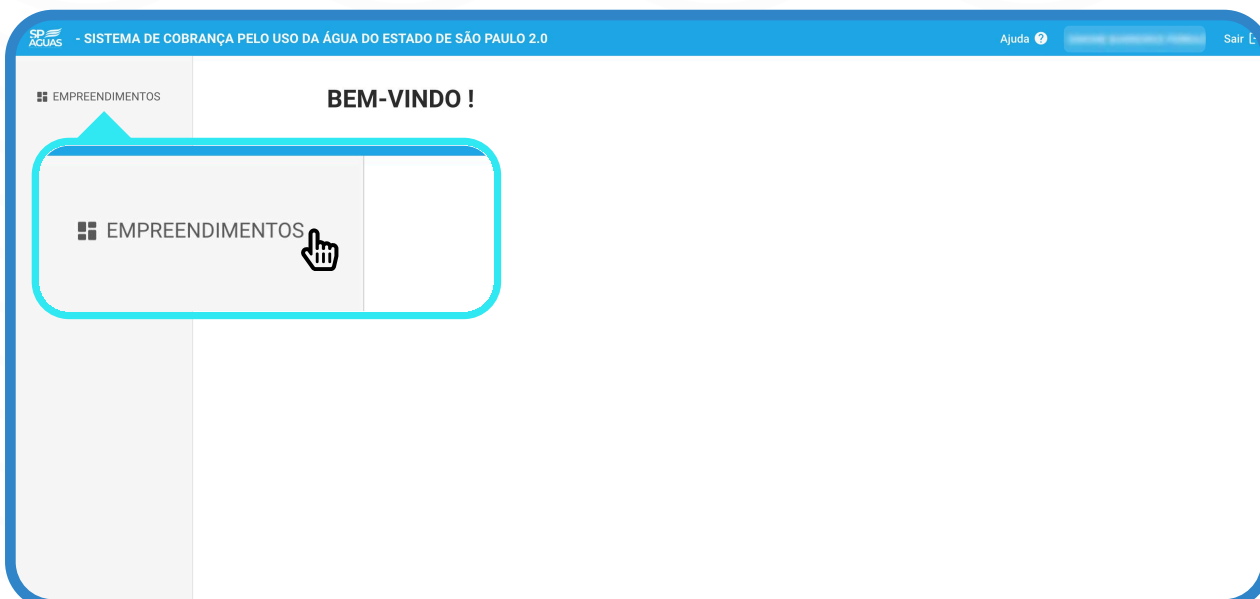 SP
ÁGUAS
- SISTEMA DE COBRANÇA PELO USO DA ÁGUA DO ESTADO DE SÃO PAULO 2.0
Ajuda ?
Sair
EMPREENDIMENTOS
BEM-VINDO !
EMPREENDIMENTOS